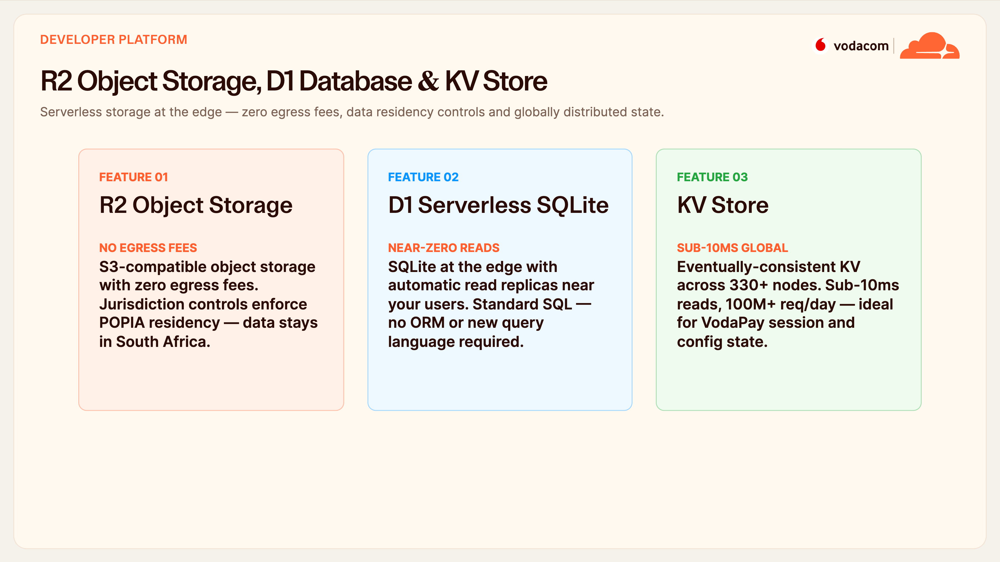 DEVELOPER PLATFORM
vodacom
R2 Object Storage, D1 Database & KV Store
Serverless storage at the edge — zero egress fees, data residency controls and globally distributed state.
FEATURE 01
R2 Object Storage
NO EGRESS FEES
S3-compatible object storage
with zero egress fees.
Jurisdiction controls enforce
POPIA residency — data stays
in South Africa.
FEATURE 02
D1 Serverless SQLite
NEAR-ZERO READS
SQLite at the edge with
automatic read replicas near
your users. Standard SQL —
no ORM or new query
language required.
FEATURE 03
KV Store
SUB-10MS GLOBAL
Eventually-consistent KV
across 330+ nodes. Sub-10ms
reads, 100M+ req/day — ideal
for VodaPay session and
config state.